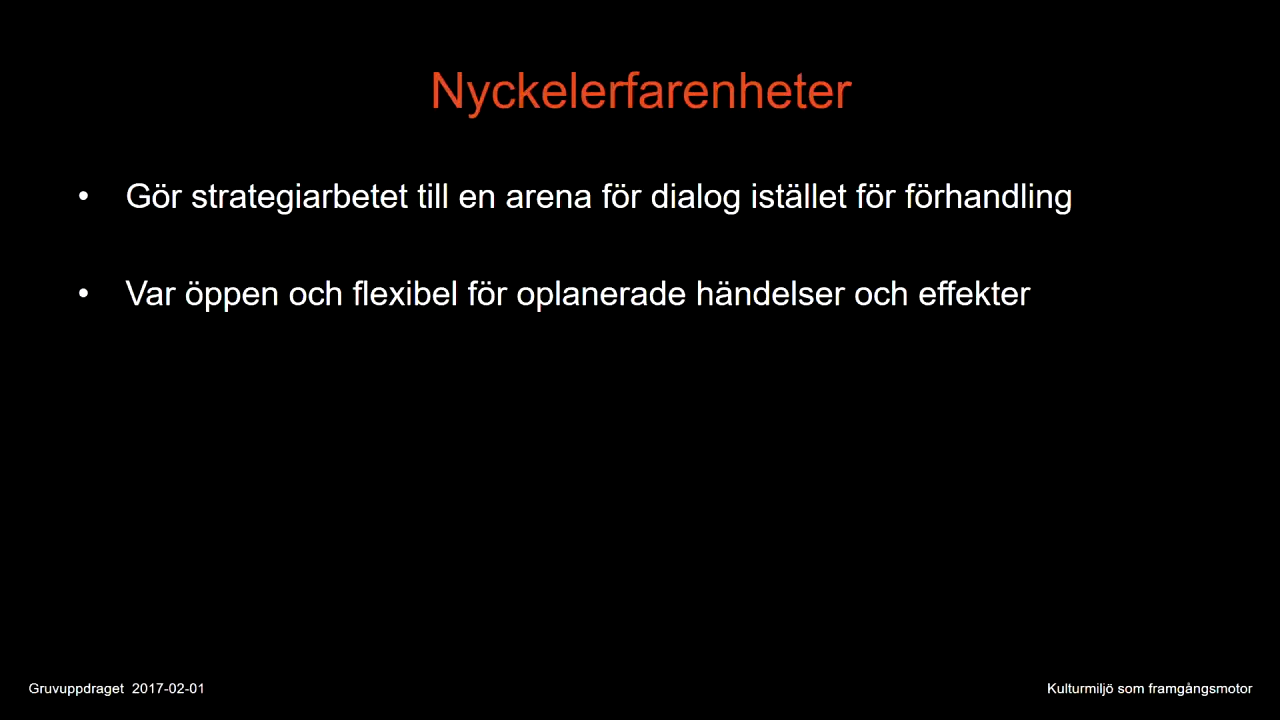 Nyckelerfarenheter
• Gör strategiarbetet till en arena för dialog istället för förhandling
• Var öppen och flexibel för oplanerade händelser och effekter
Gruvuppdraget 2017-02-01
Kulturmiljö som framgångsmotor